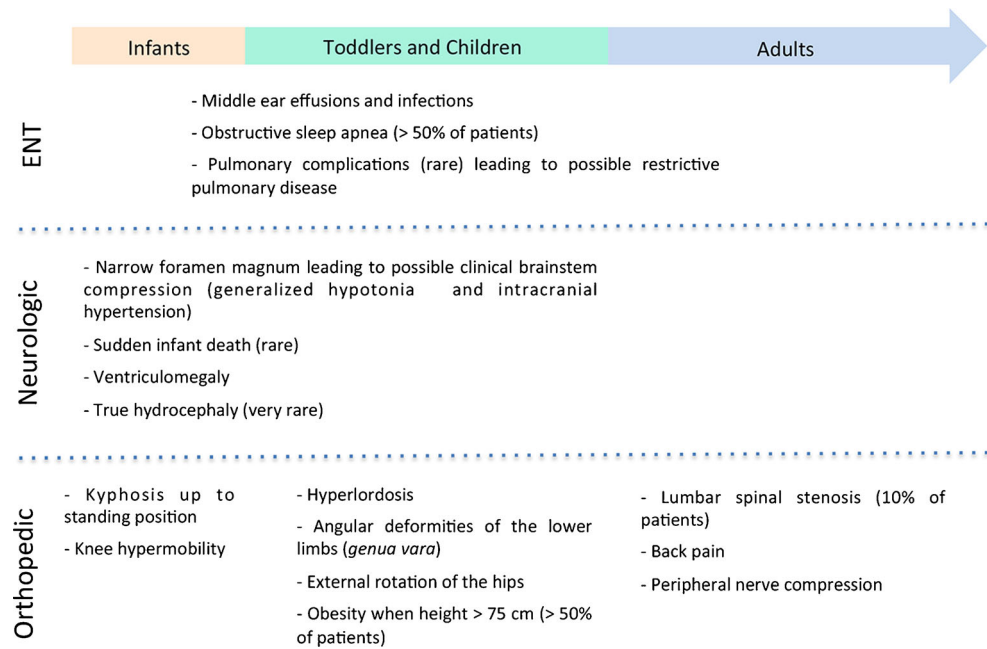 Infants
Toddlers and Children
Adults
ENT
- Middle ear effusions and infections
- Obstructive sleep apnea (> 50% of patients)
- Pulmonary complications (rare) leading to possible restrictive
pulmonary disease
Neurologic
- Narrow foramen magnum leading to possible clinical brainstem
compression (generalized hypotonia and intracranial
hypertension)
- Sudden infant death (rare)
- Ventriculomegaly
- True hydrocephaly (very rare)
Orthopedic
- Kyphosis up to
standing position
- Knee hypermobility
- Hyperlordosis
- Angular deformities of the lower
limbs (genua vara)
- External rotation of the hips
- Obesity when height > 75 cm (> 50%
of patients)
- Lumbar spinal stenosis (10% of
patients)
- Back pain
- Peripheral nerve compression